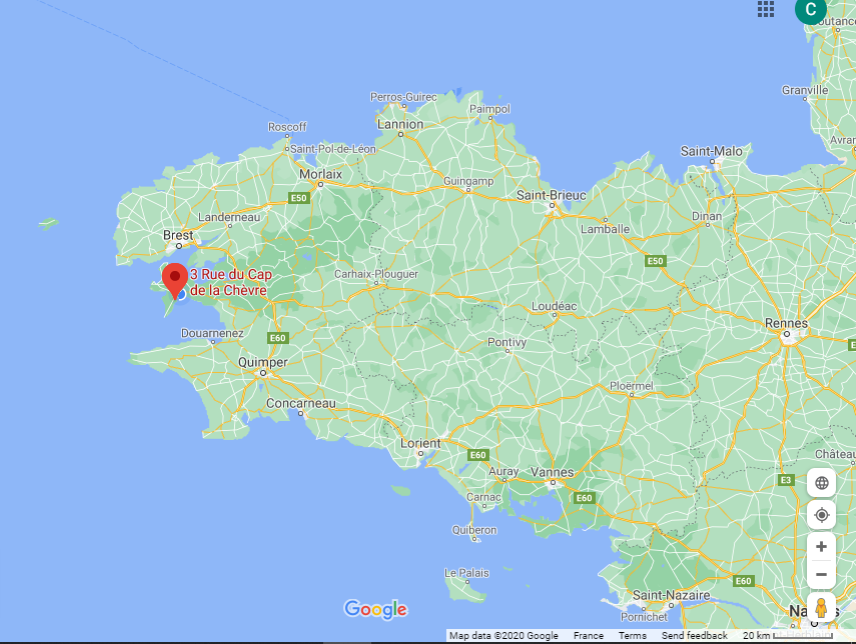 C
Coutance
Granville
Perros-Guirec
Paimpol
Lannion
Roscoff
Saint-Pol-de-Léon
Avran
Saint-Malo
Morlaix
Guingamp
E50
Saint-Brieuc
Landerneau
Dinan
Lamballe
Brest
E50
3 Rue du Cap
de la Chèvre
Carhaix-Plouguer
Loudéac
Rennes
Douarnenez
E60
Pontivy
E
Quimper
Ploërmel
Concarneau
Lorient
E60
Château
Auray
Vannes
E3
Carnac
E60
Quiberon
Le Palais
E60
Saint-Nazaire
Google
Pornichet
Map data ©2020 Google France Terms Send feedback 20 km